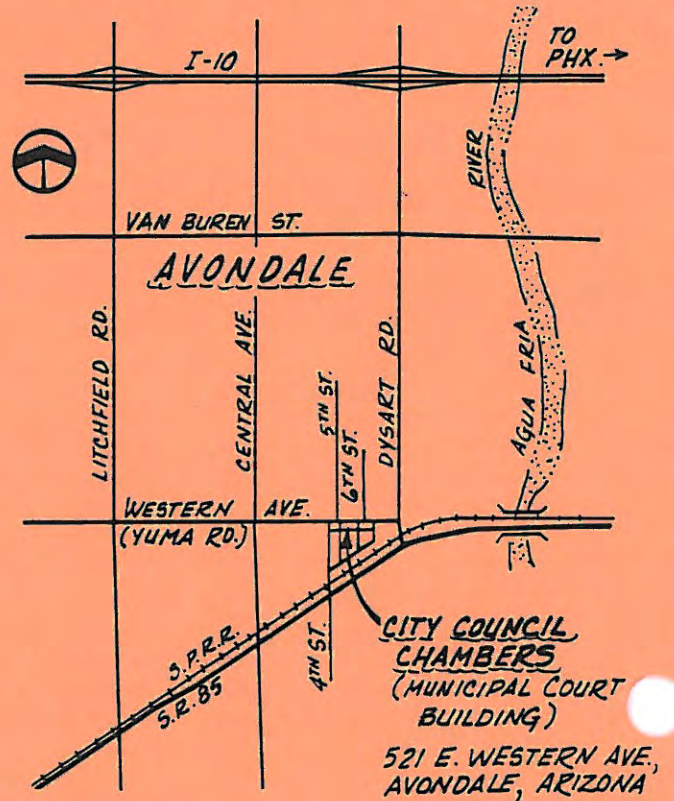 I-10
TO
PHX.→
RIVER
VAN BUREN ST.
AVONDALE
LITCHFIELD RD.
CENTRAL AVE.
5TH ST.
6TH ST.
DYSART RD.
AGUA FRIA
WESTERN AVE.
(YUMA RD.)
S.P.R.R.
S.R. 85
4TH ST.
CITY COUNCIL
CHAMBERS
(MUNICIPAL COURT
BUILDING)
521 E. WESTERN AVE.,
AVONDALE, ARIZONA